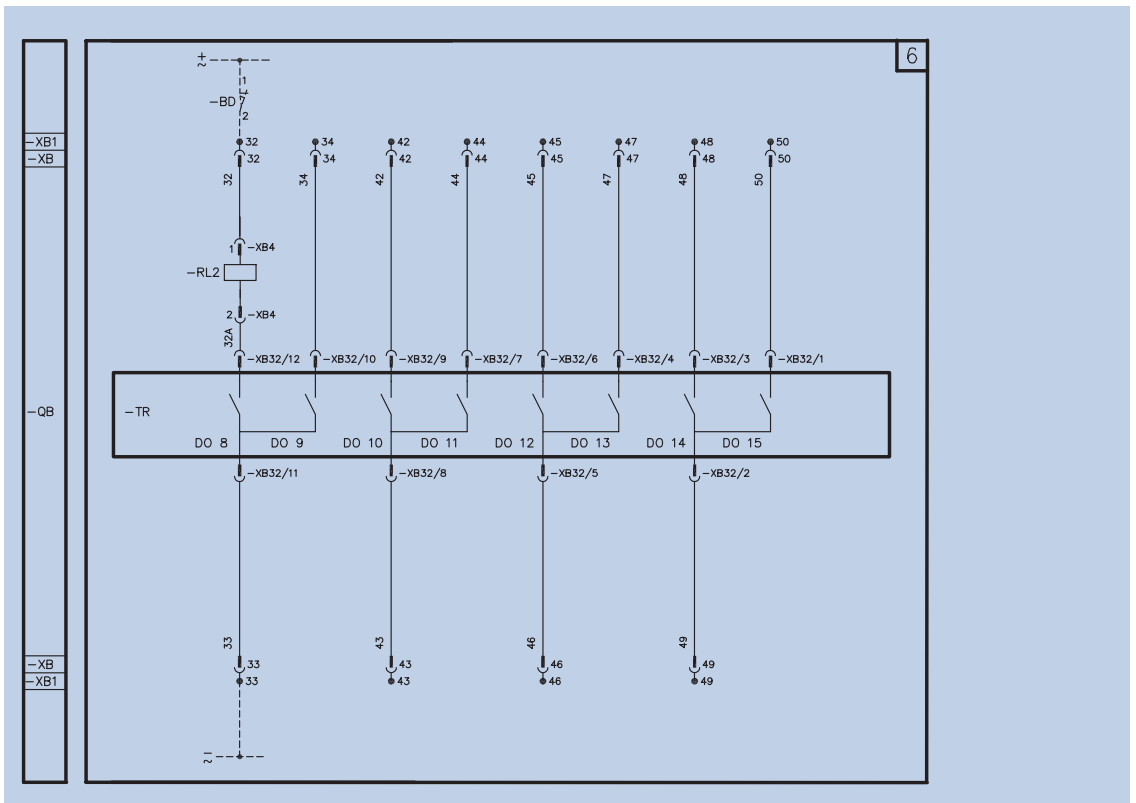 +
~
6
1
-BD
2
-XB1
32 34 42 44 45 47 48 50
-XB
32 34 42 44 45 47 48 50
32 34 42 44 45 47 48 50
1 -XB4
-RL2
2 -XB4
32A
-XB32/12 -XB32/10 -XB32/9 -XB32/7 -XB32/6 -XB32/4 -XB32/3 -XB32/1
-QB
-TR
DO 8 DO 9 DO 10 DO 11 DO 12 DO 13 DO 14 DO 15
-XB32/11 -XB32/8 -XB32/5 -XB32/2
33 43 46 49
-XB
33 43 46 49
-XB1
33 43 46 49
-
~